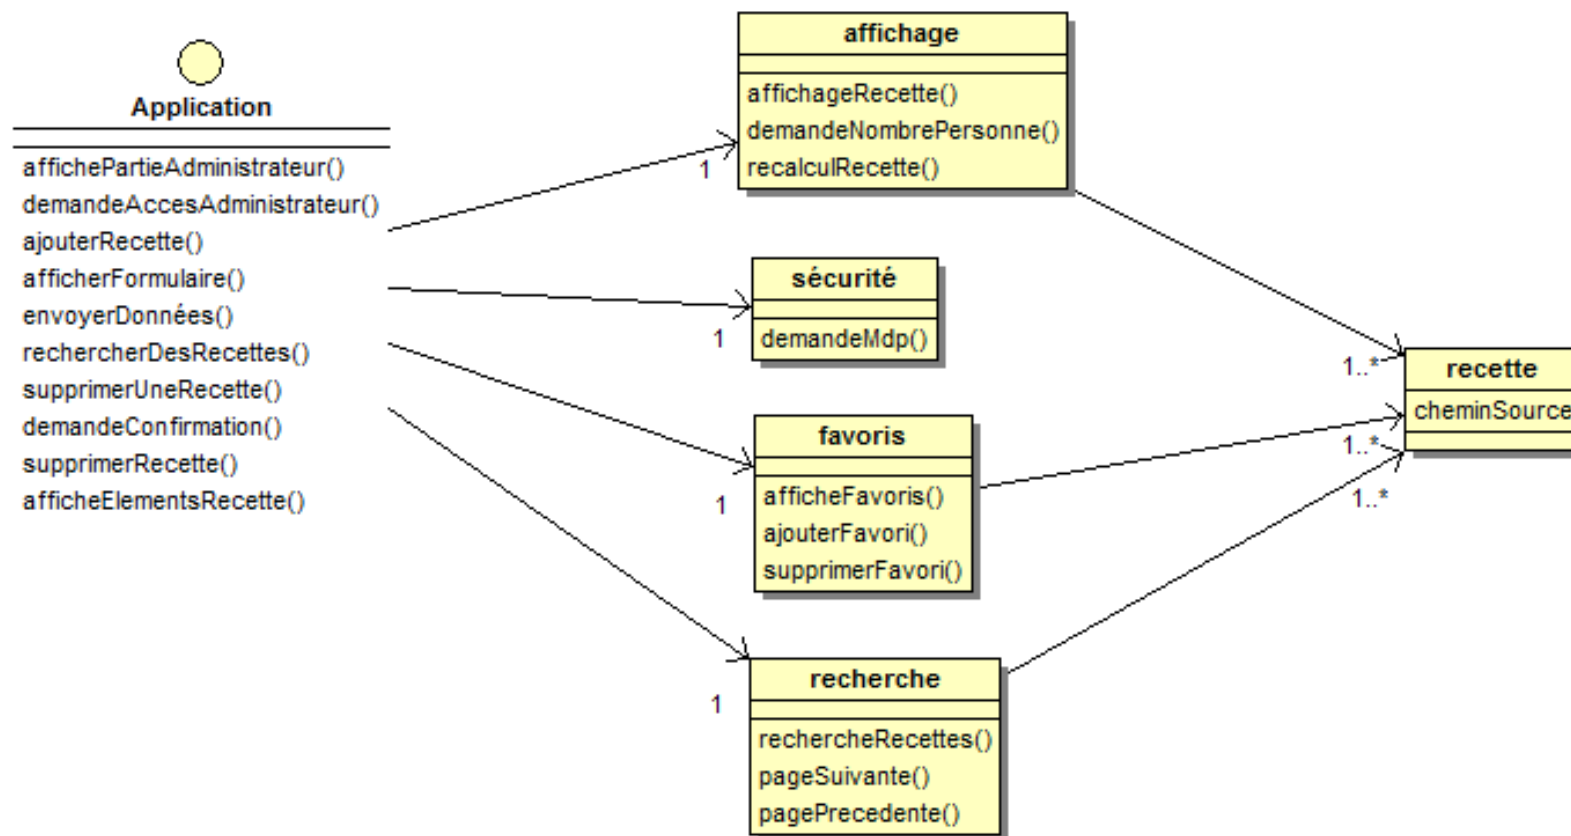 Application
affichePartieAdministrateur()
demandeAccesAdministrateur()
ajouterRecette()
afficherFormulaire()
envoyerDonnées()
rechercherDesRecettes()
supprimerUneRecette()
demandeConfirmation()
supprimerRecette()
afficheElementsRecette()
affichage
affichageRecette()
demandeNombrePersonne()
recalculRecette()
1
sécurité
demandeMdp()
1
favoris
afficheFavoris()
ajouterFavori()
supprimerFavori()
1
recherche
rechercheRecettes()
pageSuivante()
pagePrecedente()
1
recette
cheminSource
1..*
1..*
1..*